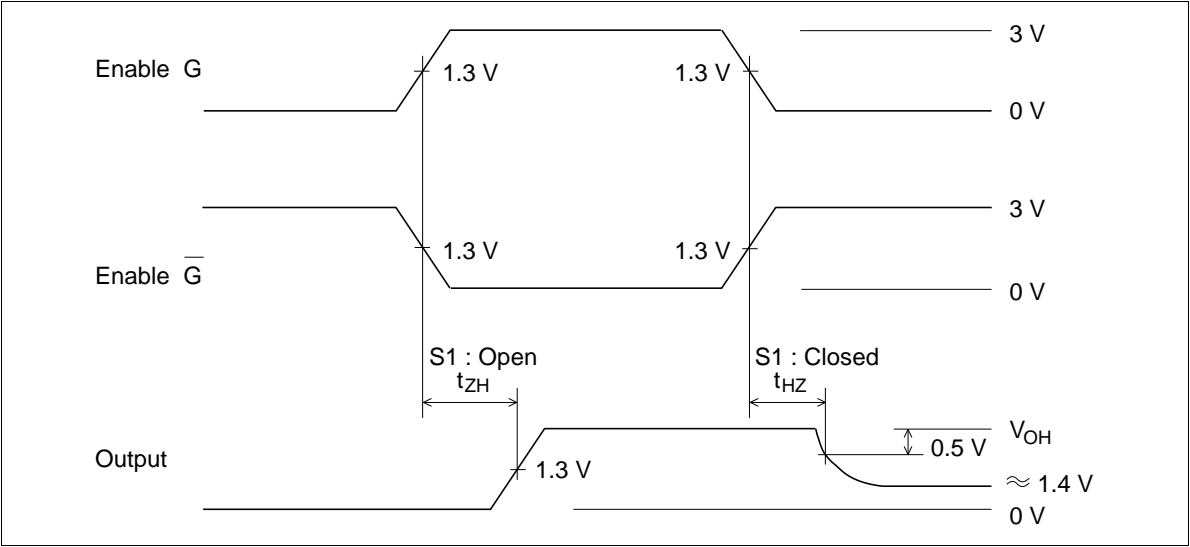 3 V
Enable G
1.3 V
1.3 V
0 V
3 V
1.3 V
1.3 V
Enable G̅
0 V
S1 : Open
tZH
S1 : Closed
tHZ
VOH
0.5 V
Output
1.3 V
≈ 1.4 V
0 V